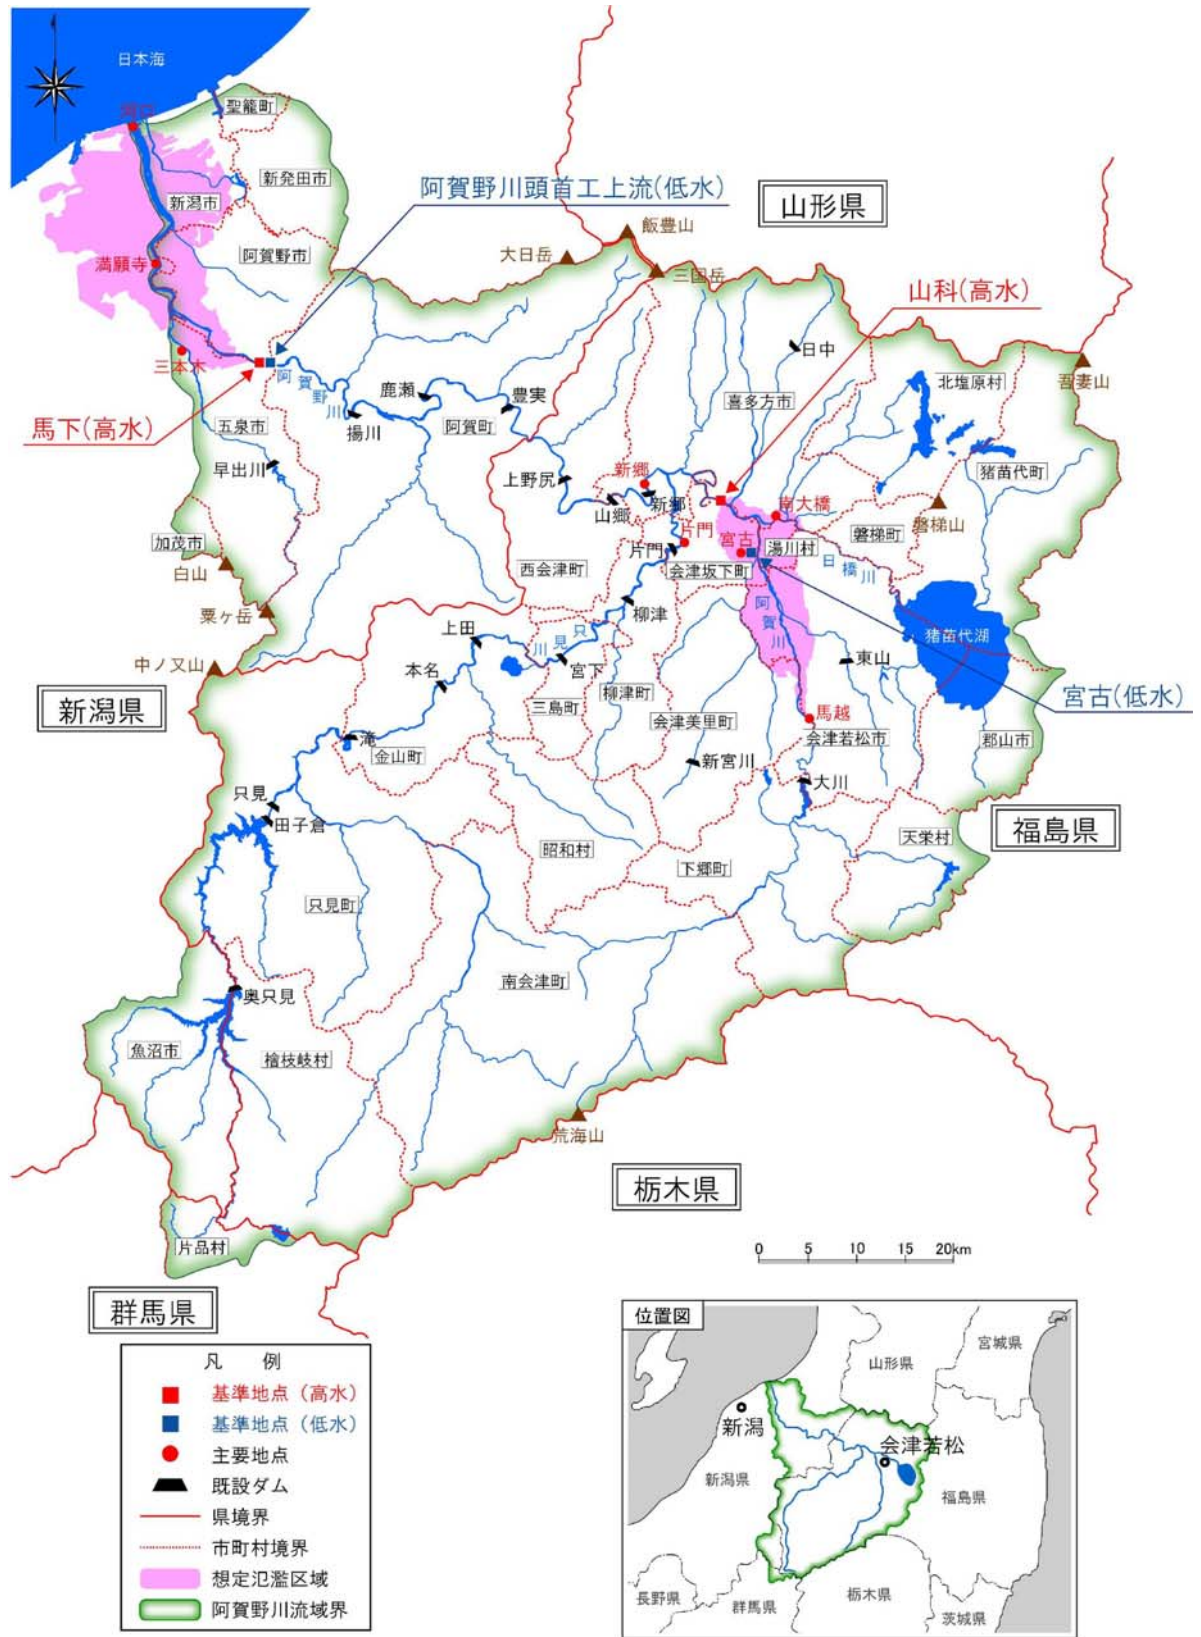 日本海
河口
聖籠町
新発田市
新潟市
阿賀野川頭首工上流(低水)
山形県
飯豊山
大日岳
三国岳
満願寺
阿賀野市
山科(高水)
三本木
馬下(高水)
阿賀野川
鹿瀬
豊実
揚川
阿賀町
日中
喜多方市
北塩原村
吾妻山
五泉市
早出川
上野尻
新郷
山郷
新郷
猪苗代町
南大橋
磐梯山
磐梯町
片門
片門
宮古
湯川村
会津坂下町
日橋川
加茂市
白山
西会津町
粟ヶ岳
柳津
阿賀川
猪苗代湖
上田
只見川
宮下
東山
中ノ又山
本名
三島町
柳津町
会津美里町
馬越
宮古(低水)
新潟県
滝
金山町
新宮川
会津若松市
郡山市
大川
只見
田子倉
福島県
天栄村
昭和村
下郷町
只見町
南会津町
奥只見
魚沼市
檜枝岐村
荒海山
栃木県
片品村
群馬県
0 5 10 15 20km
凡 例
基準地点（高水）
基準地点（低水）
主要地点
既設ダム
県境界
市町村境界
想定氾濫区域
阿賀野川流域界
位置図
宮城県
山形県
新潟
会津若松
新潟県
福島県
長野県
群馬県
栃木県
茨城県